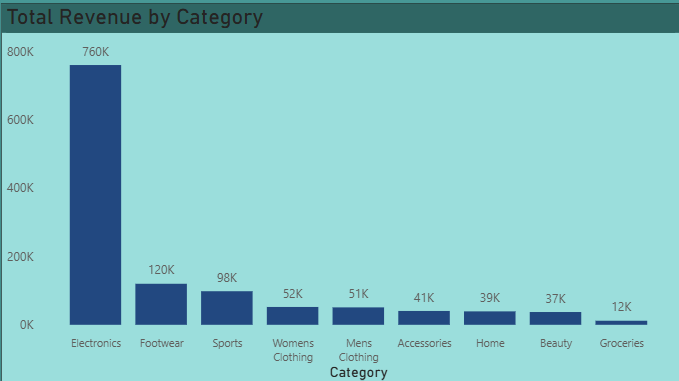 Total Revenue by Category
800K
600K
400K
200K
0K
760K
120K
98K
52K
51K
41K
39K
37K
12K
Electronics
Footwear
Sports
Womens
Clothing
Mens
Clothing
Accessories
Home
Beauty
Groceries
Category